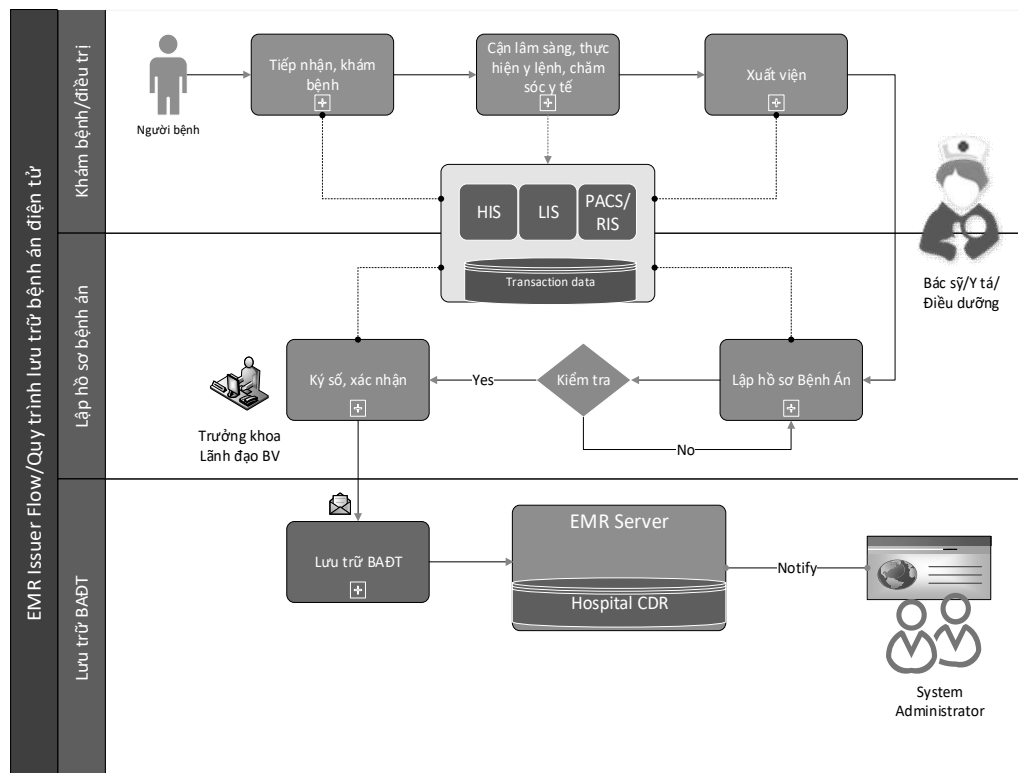 EMR Issuer Flow/Quy trình lưu trữ bệnh án điện tử
Khám bệnh/điều trị
Người bệnh
Tiếp nhận, khám
bệnh
Cận lâm sàng, thực
hiện y lệnh, chăm
sóc y tế
Xuất viện
HIS
LIS
PACS/
RIS
Transaction data
Bác sỹ/Y tá/
Điều dưỡng
Lập hồ sơ bệnh án
Trưởng khoa
Lãnh đạo BV
Ký số, xác nhận
Yes
Kiểm tra
No
Lập hồ sơ Bệnh Án
Lưu trữ BAĐT
Lưu trữ BAĐT
EMR Server
Hospital CDR
Notify
System
Administrator